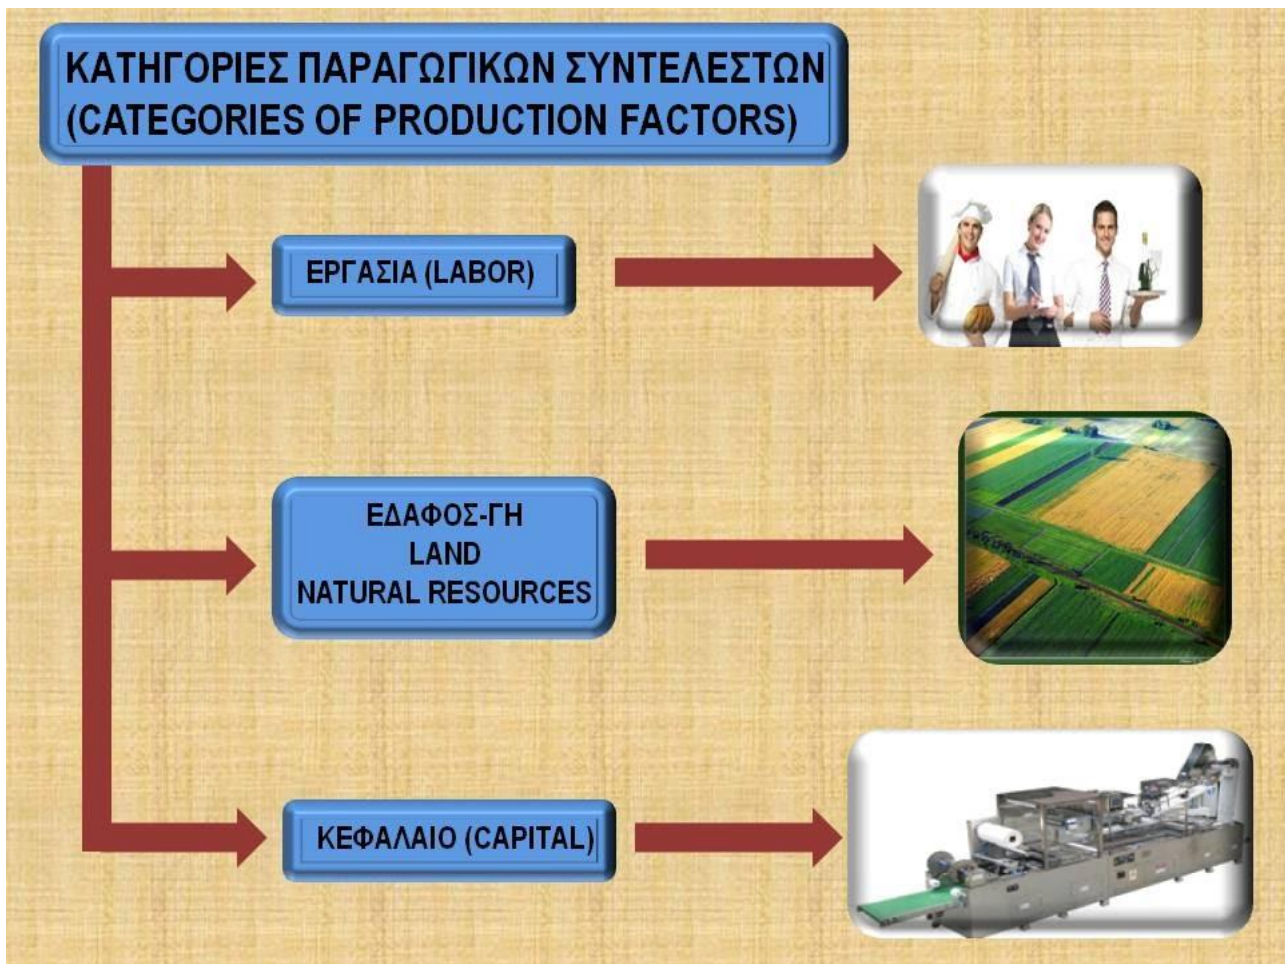 ΚΑΤΗΓΟΡΙΕΣ ΠΑΡΑΓΩΓΙΚΩΝ ΣΥΝΤΕΛΕΣΤΩΝ
(CATEGORIES OF PRODUCTION FACTORS)
ΕΡΓΑΣΙΑ (LABOR)
ΕΔΑΦΟΣ-ΓΗ
LAND
NATURAL RESOURCES
ΚΕΦΑΛΑΙΟ (CAPITAL)